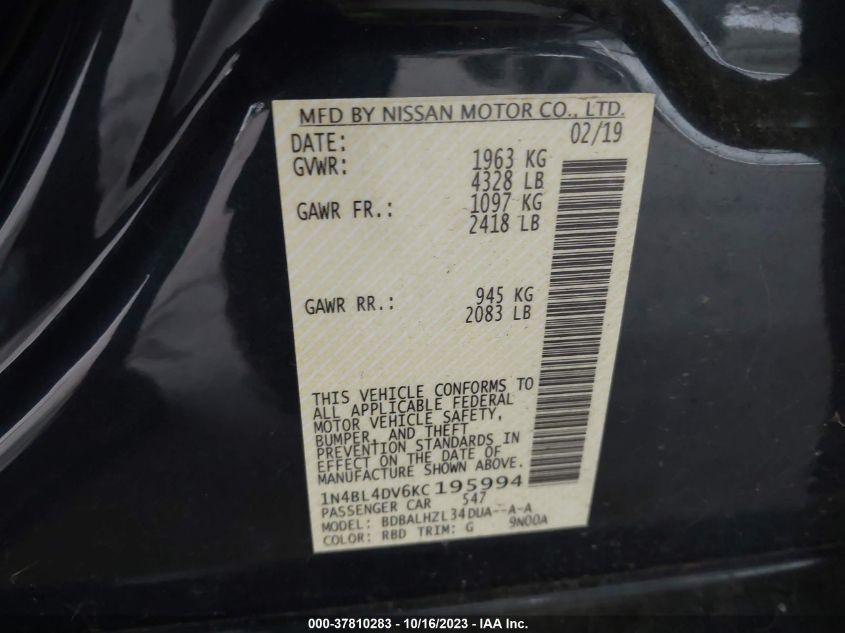 MFD BY NISSAN MOTOR CO., LTD.
DATE: 02/19
GVWR: 1963 KG
4328 LB
GAWR FR.: 1097 KG
2418 LB
GAWR RR.: 945 KG
2083 LB
THIS VEHICLE CONFORMS TO
ALL APPLICABLE FEDERAL
MOTOR VEHICLE SAFETY,
BUMPER, AND THEFT
PREVENTION STANDARDS IN
EFFECT ON THE DATE OF
MANUFACTURE SHOWN ABOVE.
1N4BL4DV6KC195994
PASSENGER CAR 547
MODEL: BDBALHZL34DUA--A-A
COLOR: RBD TRIM: G 9N00A
000-37810283 - 10/16/2023 - IAA Inc.